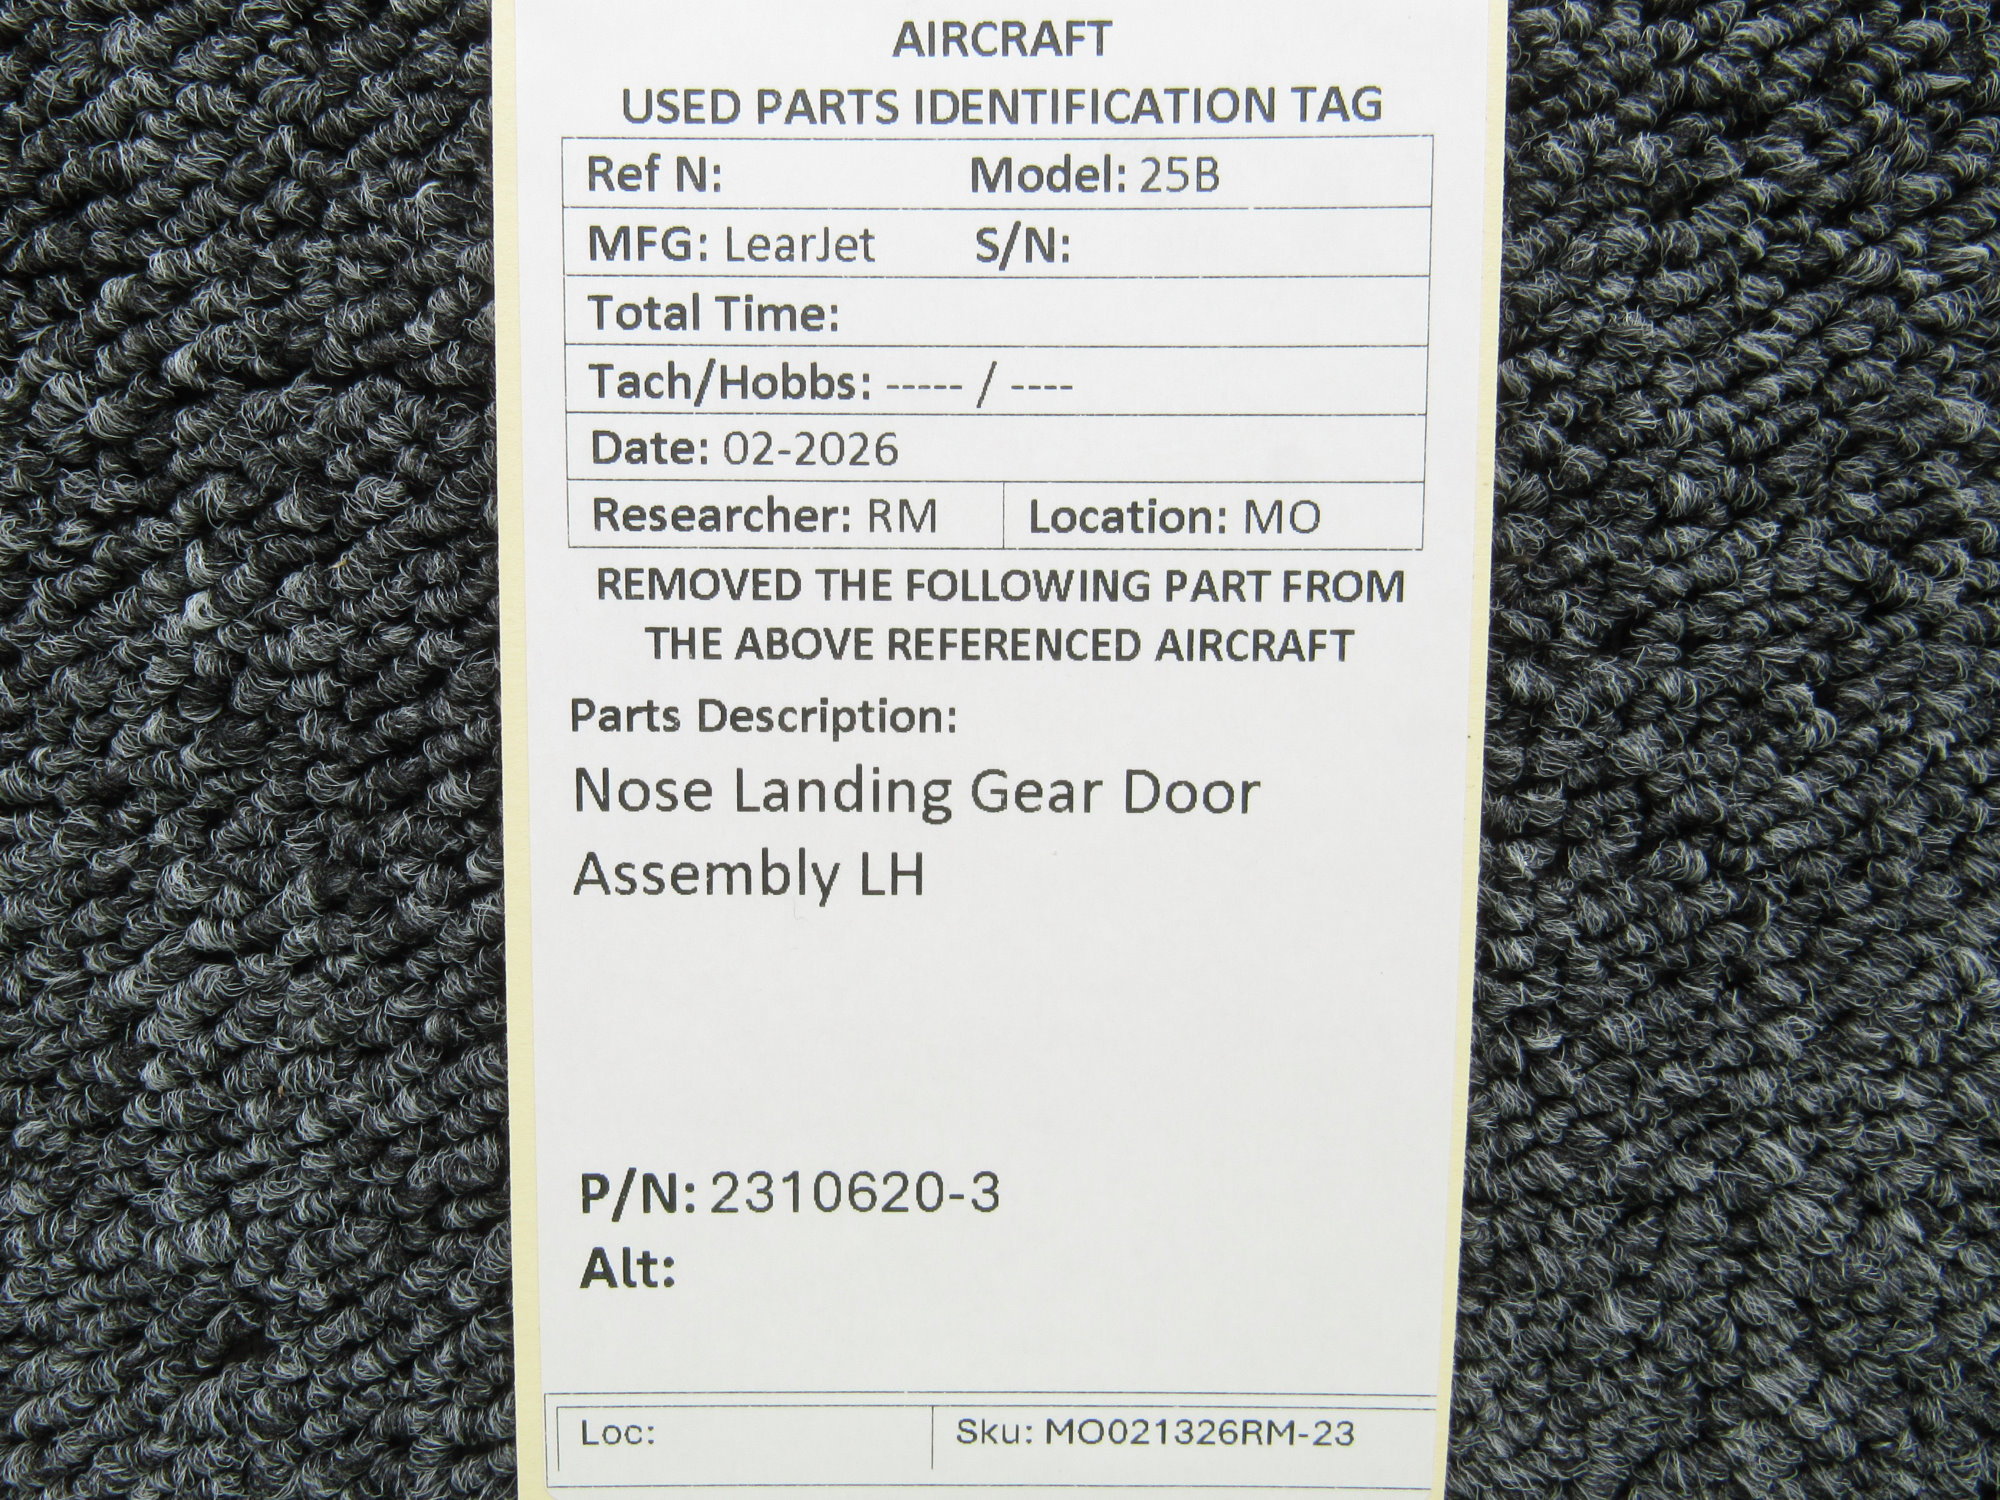 AIRCRAFT
USED PARTS IDENTIFICATION TAG
Ref N: Model: 25B
MFG: LearJet S/N:
Total Time:
Tach/Hobbs: ----- / ----
Date: 02-2026
Researcher: RM Location: MO
REMOVED THE FOLLOWING PART FROM
THE ABOVE REFERENCED AIRCRAFT
Parts Description:
Nose Landing Gear Door
Assembly LH
P/N: 2310620-3
Alt:
Loc: Sku: MO021326RM-23